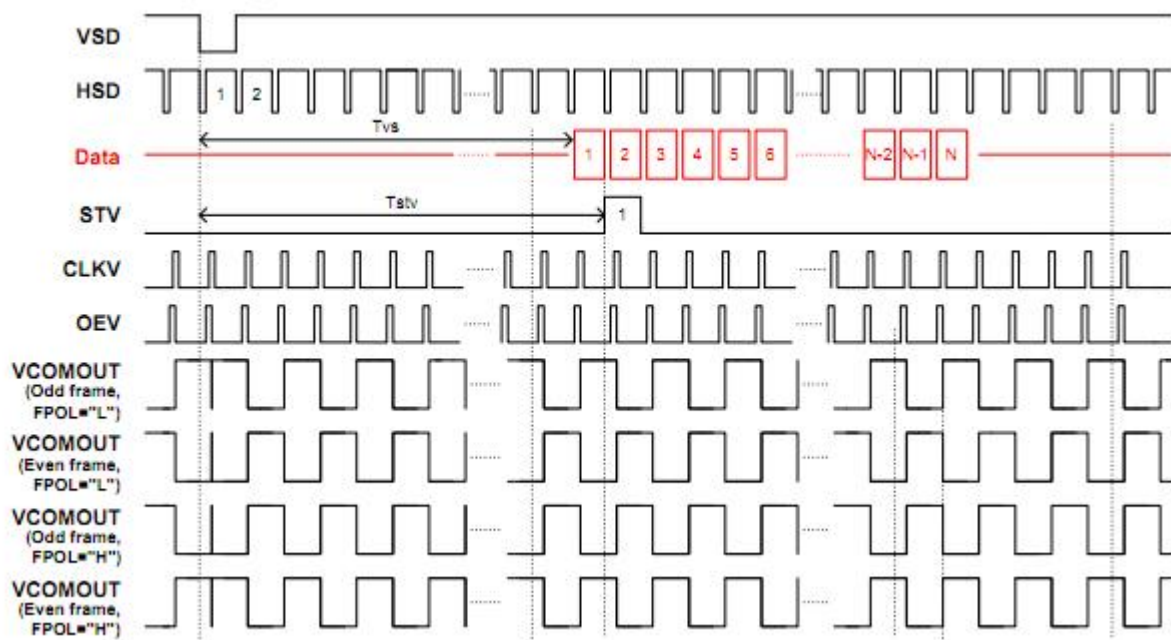 VSD
HSD 1 2
Tvs
Data 1 2 3 4 5 6 N-2 N-1 N
Tstv
STV 1
CLKV
OEV
VCOMOUT
(Odd frame,
FPOL="L")
VCOMOUT
(Even frame,
FPOL="L")
VCOMOUT
(Odd frame,
FPOL="H")
VCOMOUT
(Even frame,
FPOL="H")